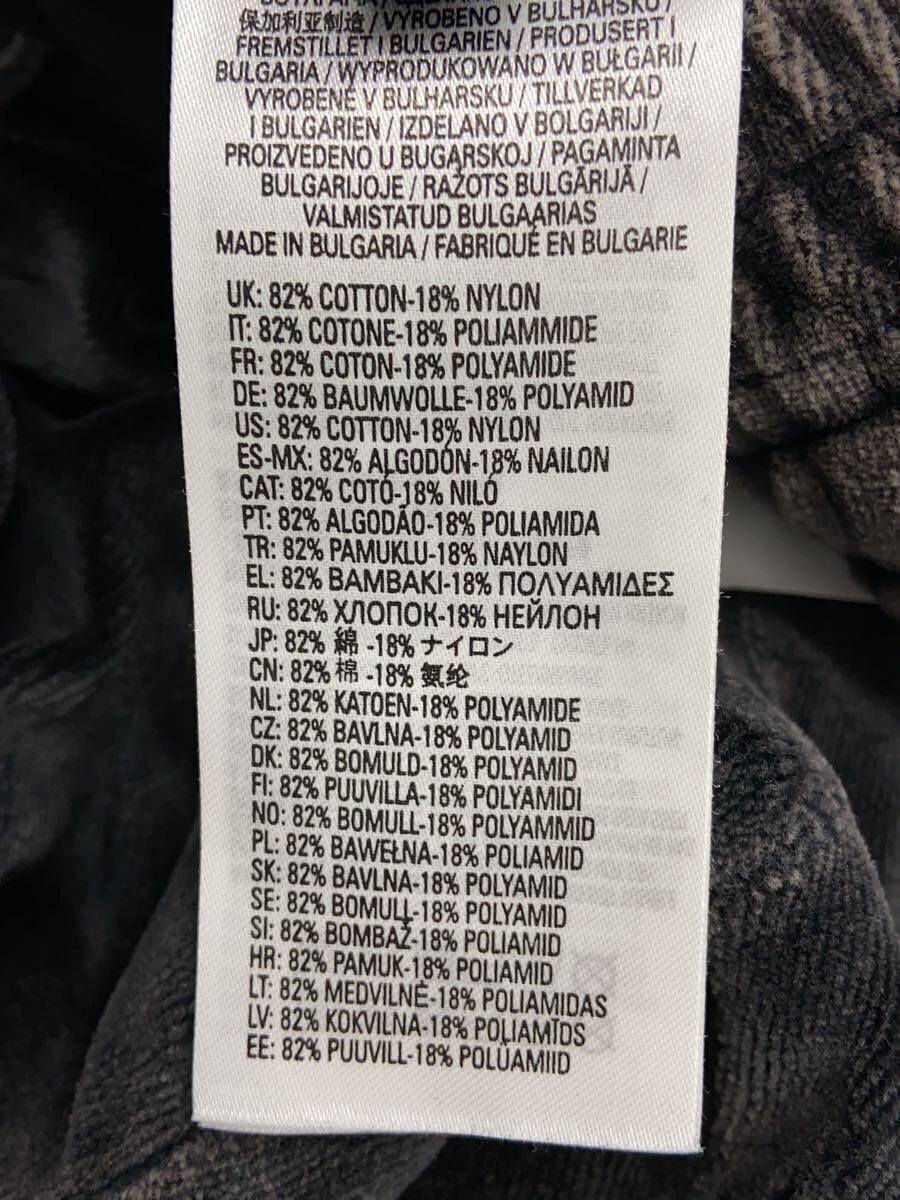 保加利亚制造 / VYROBENO V BULHARSKU /
FREMSTILLET I BULGARIEN / PRODUSERT I
BULGARIA / WYPRODUKOWANO W BUŁGARII /
VYROBENÉ V BULHARSKU / TILLVERKAD
I BULGARIEN / IZDELANO V BOLGARIJI /
PROIZVEDENO U BUGARSKOJ / PAGAMINTA
BULGARIJOJE / RAŽOTS BULGĀRIJĀ /
VALMISTATUD BULGAARIAS
MADE IN BULGARIA / FABRIQUÉ EN BULGARIE
UK: 82% COTTON-18% NYLON
IT: 82% COTONE-18% POLIAMMIDE
FR: 82% COTON-18% POLYAMIDE
DE: 82% BAUMWOLLE-18% POLYAMID
US: 82% COTTON-18% NYLON
ES-MX: 82% ALGODÓN-18% NAILON
CAT: 82% COTÓ-18% NILÓ
PT: 82% ALGODÃO-18% POLIAMIDA
TR: 82% PAMUKLU-18% NAYLON
EL: 82% ΒΑΜΒΑΚΙ-18% ΠΟΛΥΑΜΙΔΕΣ
RU: 82% ХЛОПОК-18% НЕЙЛОН
JP: 82% 綿 -18% ナイロン
CN: 82% 棉 -18% 氨纶
NL: 82% KATOEN-18% POLYAMIDE
CZ: 82% BAVLNA-18% POLYAMID
DK: 82% BOMULD-18% POLYAMID
FI: 82% PUUVILLA-18% POLYAMIDI
NO: 82% BOMULL-18% POLYAMMID
PL: 82% BAWEŁNA-18% POLIAMID
SK: 82% BAVLNA-18% POLYAMID
SE: 82% BOMULL-18% POLYAMID
SI: 82% BOMBAŽ-18% POLIAMID
HR: 82% PAMUK-18% POLIAMID
LT: 82% MEDVILNĖ-18% POLIAMIDAS
LV: 82% KOKVILNA-18% POLIAMĪDS
EE: 82% PUUVILL-18% POLÜAMIID